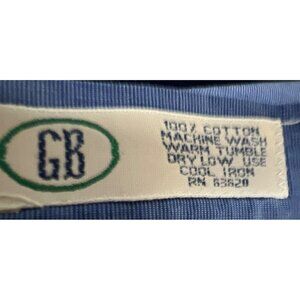 GB
100% COTTON
MACHINE WASH
WARM TUMBLE
DRY LOW USE
COOL IRON
RN 63620